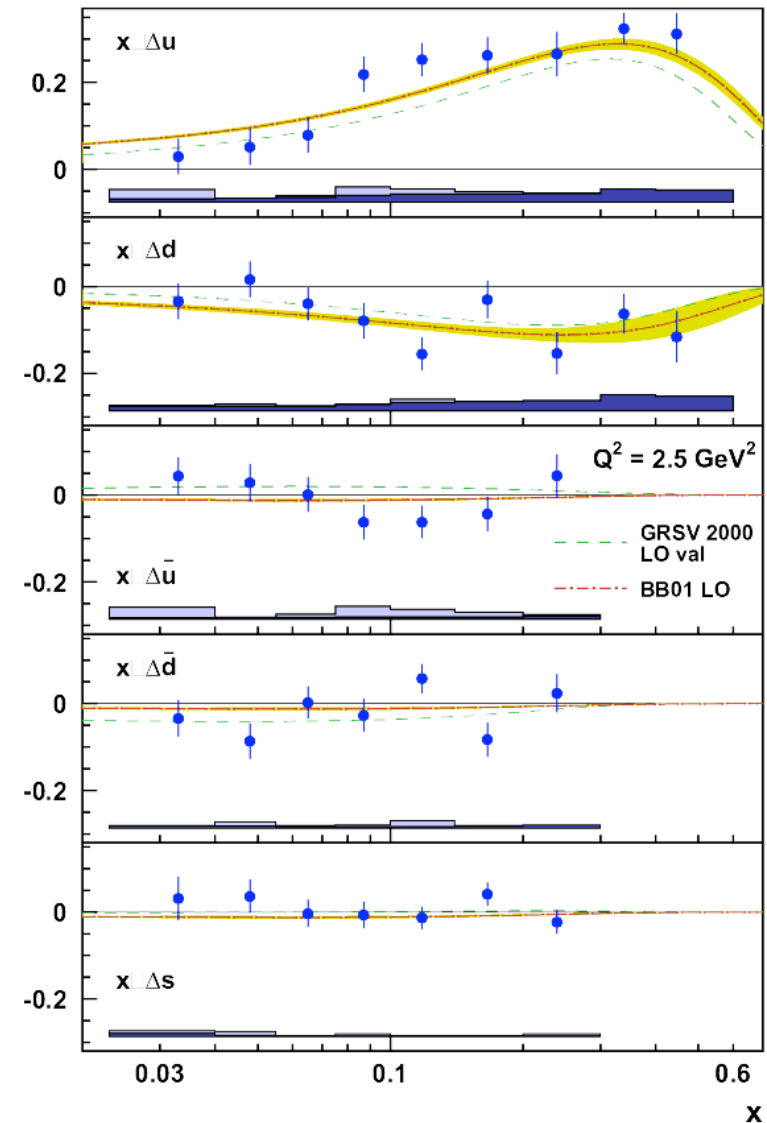 x□Δu
0.2
0
x□Δd
0
-0.2
Q² = 2.5 GeV²
0
GRSV 2000
LO val
-0.2
x□Δū
BB01 LO
x□Δd̄
0
-0.2
0
x□Δs
-0.2
0.03
0.1
0.6
x